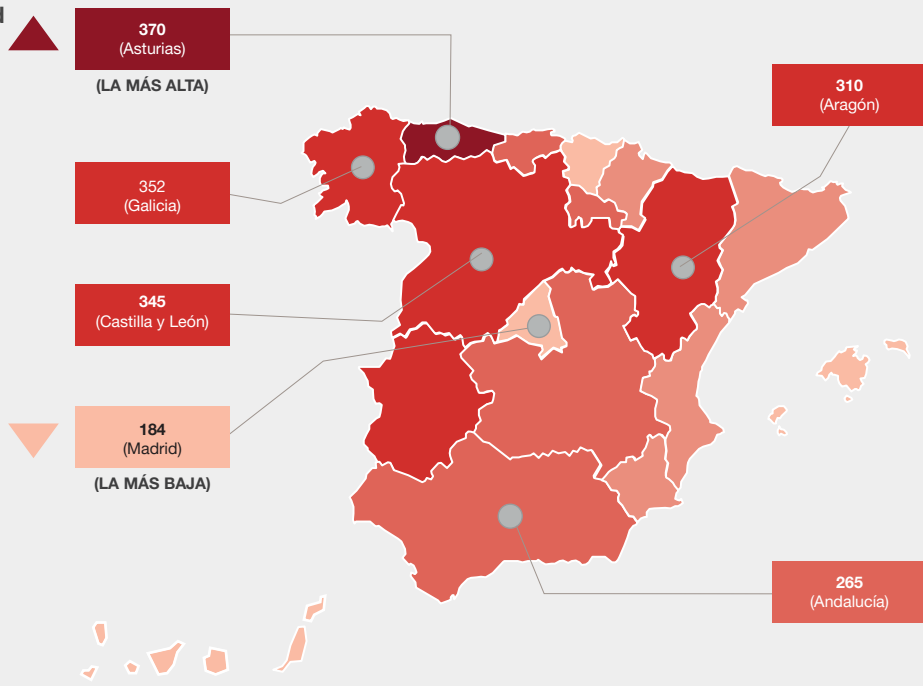 370
(Asturias)
(LA MÁS ALTA)
310
(Aragón)
352
(Galicia)
345
(Castilla y León)
184
(Madrid)
(LA MÁS BAJA)
265
(Andalucía)